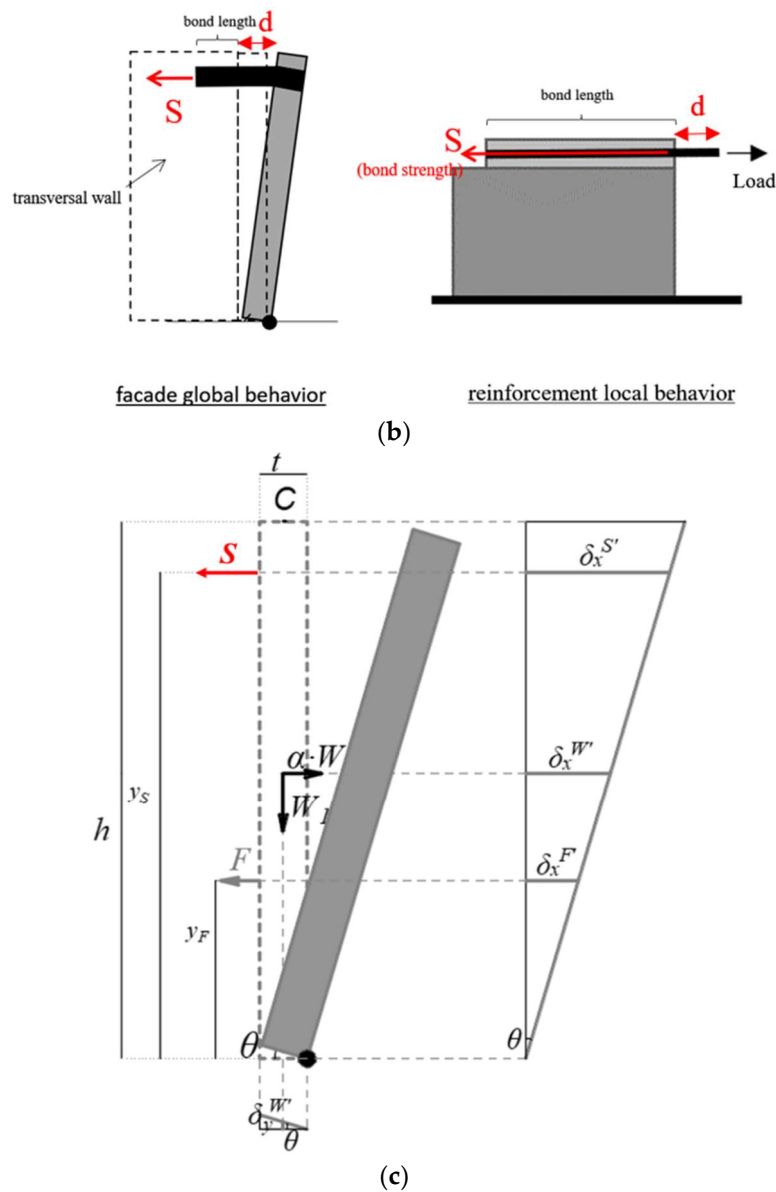 bond length
d
S
transversal wall
facade global behavior
bond length
d
S
(bond strength)
Load
reinforcement local behavior
(b)
t
C
S
δₓS'
α·W
δₓW'
W
yS
h
F
δₓF'
yF
θ
θ
δyW'
θ
(c)